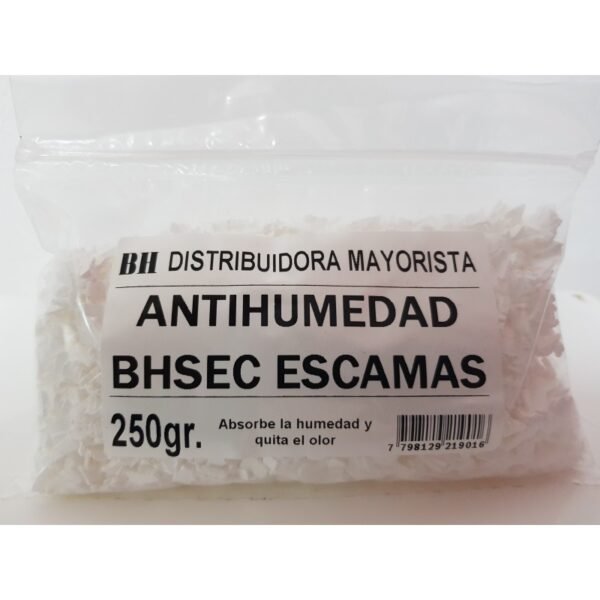 BH DISTRIBUIDORA MAYORISTA
ANTIHUMEDAD
BHSEC ESCAMAS
250gr.
Absorbe la humedad y
quita el olor
7 798129 219016